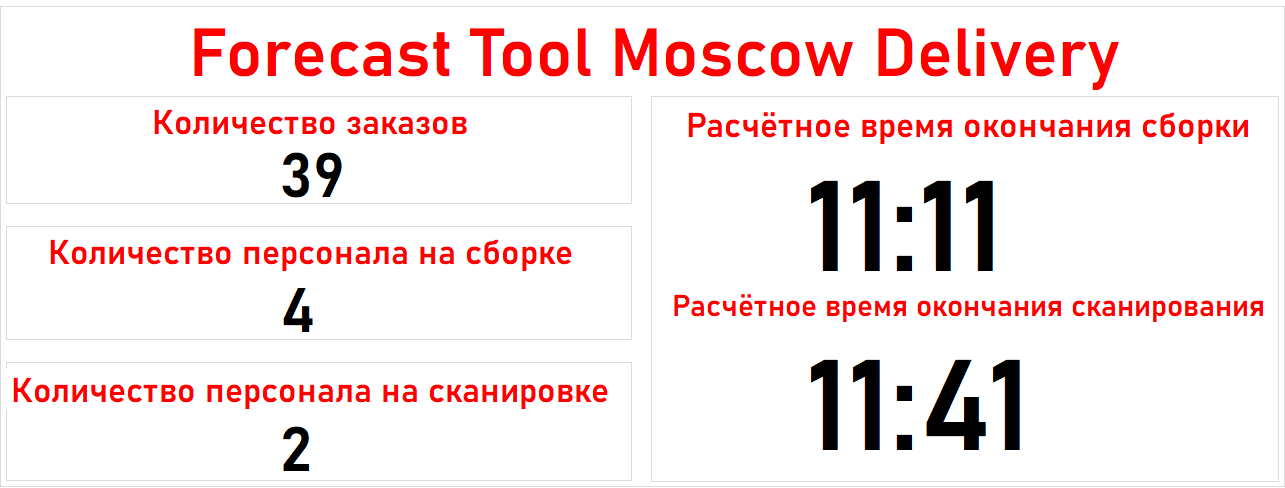 Forecast Tool Moscow Delivery
Количество заказов
39
Количество персонала на сборке
4
Количество персонала на сканировке
2
Расчётное время окончания сборки
11:11
Расчётное время окончания сканирования
11:41